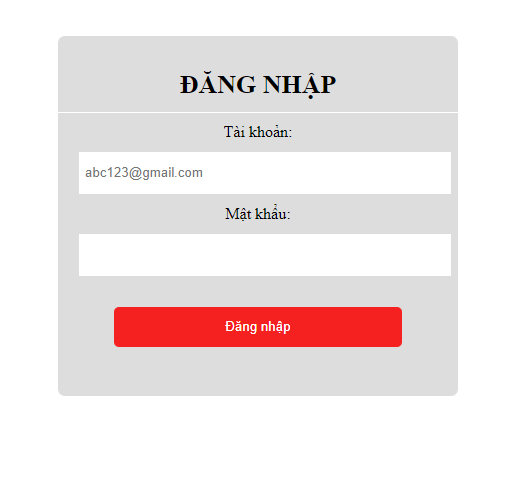 ĐĂNG NHẬP
Tài khoản:
abc123@gmail.com
Mật khẩu:
Đăng nhập